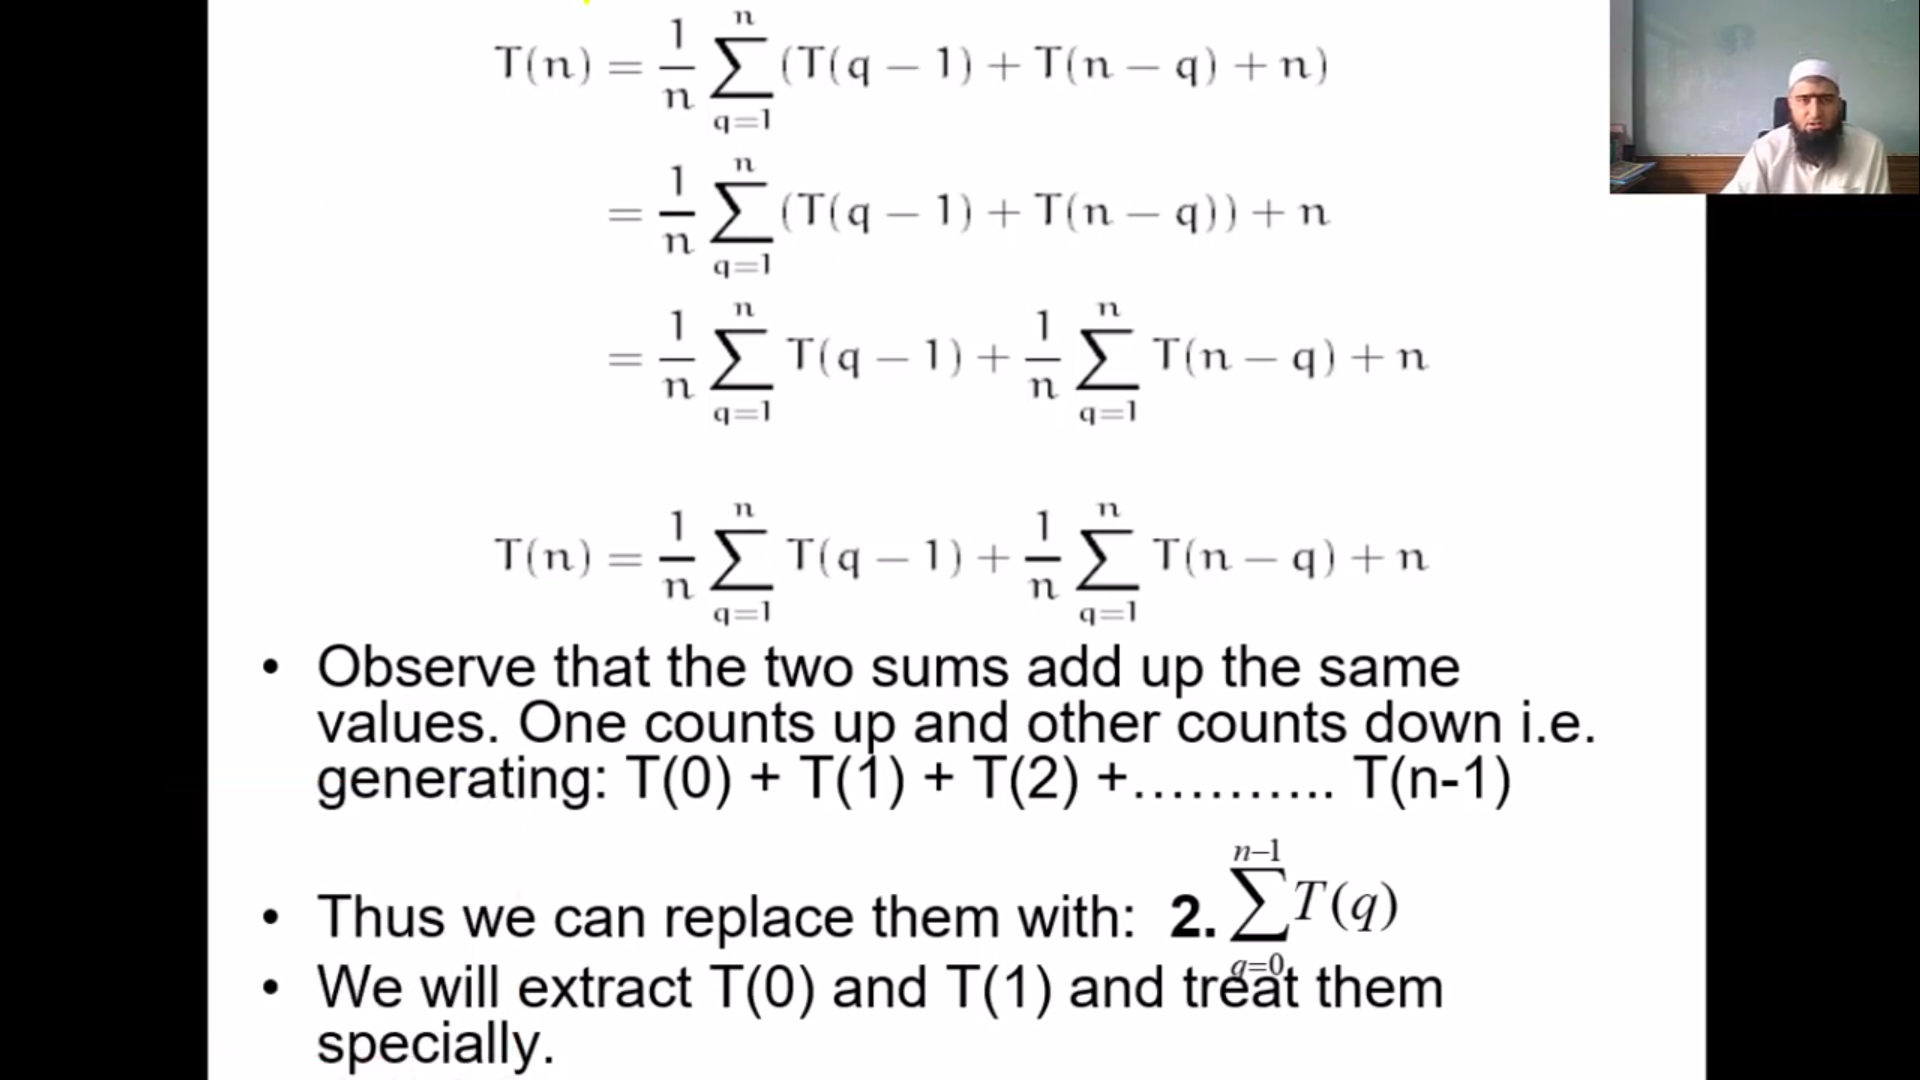 T(n) = 1/n ∑_{q=1}^{n} (T(q − 1) + T(n − q) + n)
= 1/n ∑_{q=1}^{n} (T(q − 1) + T(n − q)) + n
= 1/n ∑_{q=1}^{n} T(q − 1) + 1/n ∑_{q=1}^{n} T(n − q) + n
T(n) = 1/n ∑_{q=1}^{n} T(q − 1) + 1/n ∑_{q=1}^{n} T(n − q) + n
• Observe that the two sums add up the same
values. One counts up and other counts down i.e.
generating: T(0) + T(1) + T(2) +……….. T(n-1)
• Thus we can replace them with: 2. ∑_{q=0}^{n–1} T(q)
• We will extract T(0) and T(1) and treat them
specially.